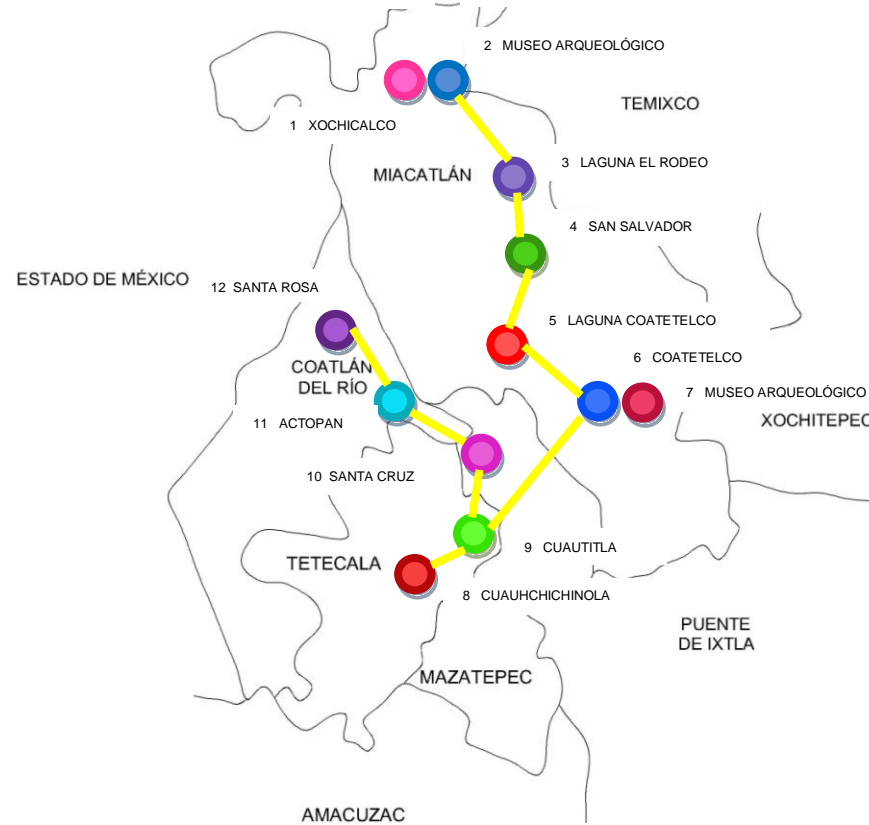 2 MUSEO ARQUEOLÓGICO
TEMIXCO
1 XOCHICALCO
3 LAGUNA EL RODEO
MIACATLÁN
4 SAN SALVADOR
ESTADO DE MÉXICO
12 SANTA ROSA
5 LAGUNA COATETELCO
6 COATETELCO
COATLÁN
DEL RÍO
7 MUSEO ARQUEOLÓGICO
11 ACTOPAN
XOCHITEPEC
10 SANTA CRUZ
9 CUAUTITLA
TETECALA
8 CUAUHCHICHINOLA
PUENTE
DE IXTLA
MAZATEPEC
AMACUZAC